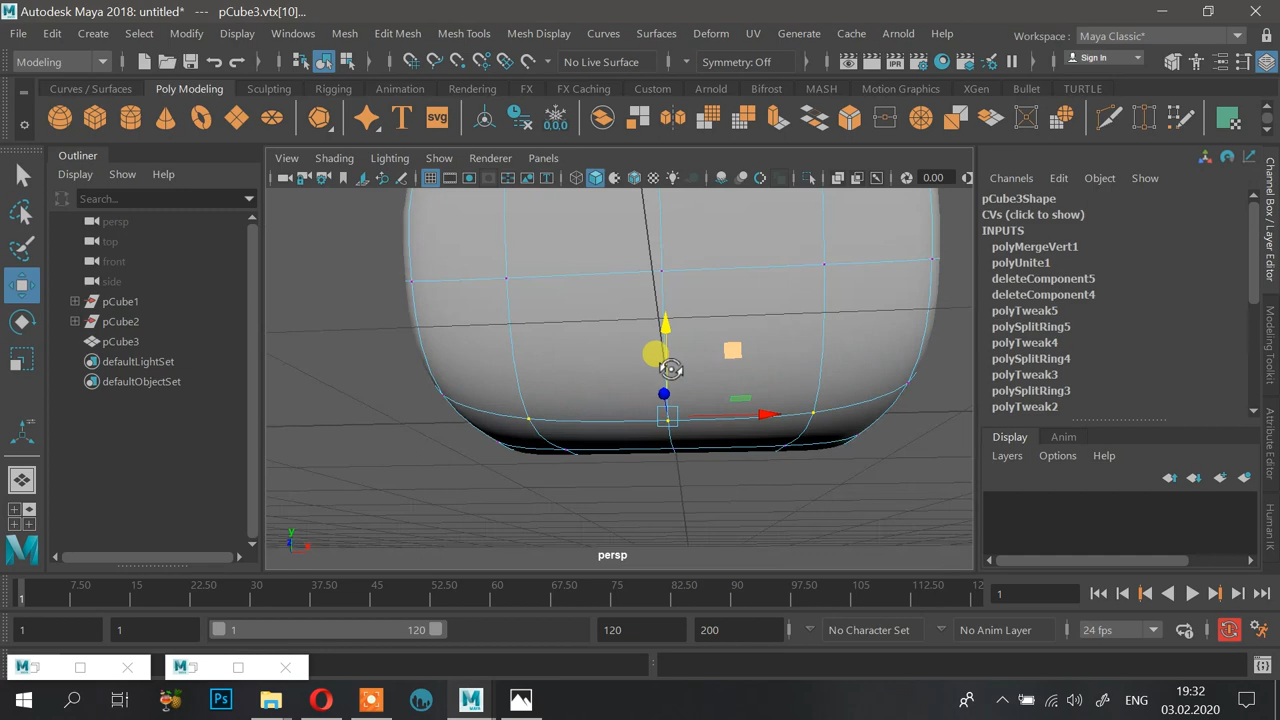 Autodesk Maya 2018: untitled*   ---   pCube3.vtx[10]...
File Edit Create Select Modify Display Windows Mesh Edit Mesh Mesh Tools Mesh Display Curves Surfaces Deform UV Generate Cache Arnold Help Workspace : Maya Classic*
Modeling No Live Surface Symmetry: Off Sign In
Curves / Surfaces Poly Modeling Sculpting Rigging Animation Rendering FX FX Caching Custom Arnold Bifrost MASH Motion Graphics XGen Bullet TURTLE
T SVG 0,0,0
Outliner
Display Show Help
Search...
persp
top
front
side
pCube1
pCube2
pCube3
defaultLightSet
defaultObjectSet
View Shading Lighting Show Renderer Panels
0.00
y
persp
Channels Edit Object Show
pCube3Shape
CVs (click to show)
INPUTS
polyMergeVert1
polyUnite1
deleteComponent5
deleteComponent4
polyTweak5
polySplitRing5
polyTweak4
polySplitRing4
polyTweak3
polySplitRing3
polyTweak2
Display Anim
Layers Options Help
Channel Box / Layer Editor
Modeling Toolkit
Attribute Editor
Human IK
1 7.50 15 22.50 30 37.50 45 52.50 60 67.50 75 82.50 90 97.50 105 112.50 12 1
1 1 1 120 120 200 No Character Set No Anim Layer 24 fps
Ps ENG 19:32
03.02.2020